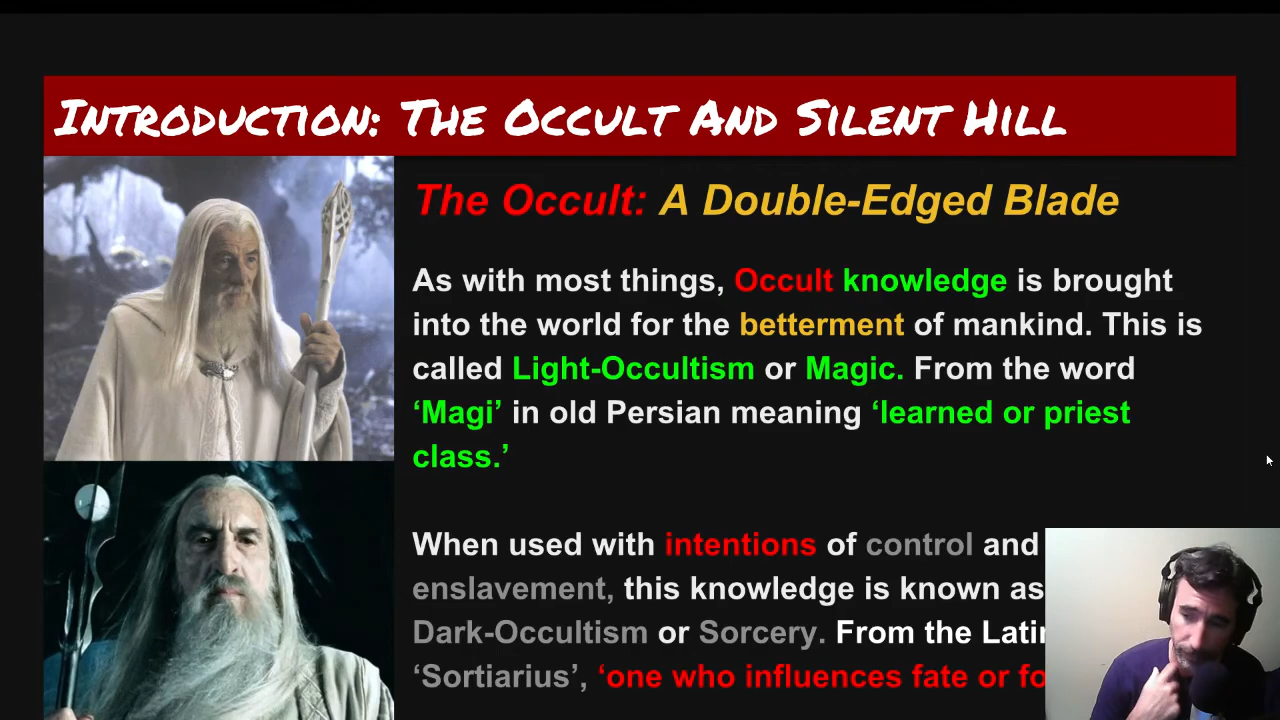 Introduction: The Occult And Silent Hill
The Occult: A Double-Edged Blade
As with most things, Occult knowledge is brought
into the world for the betterment of mankind. This is
called Light-Occultism or Magic. From the word
‘Magi’ in old Persian meaning ‘learned or priest
class.’
When used with intentions of control and
enslavement, this knowledge is known as
Dark-Occultism or Sorcery. From the
‘Sortiarius’, ‘one who influences fate or